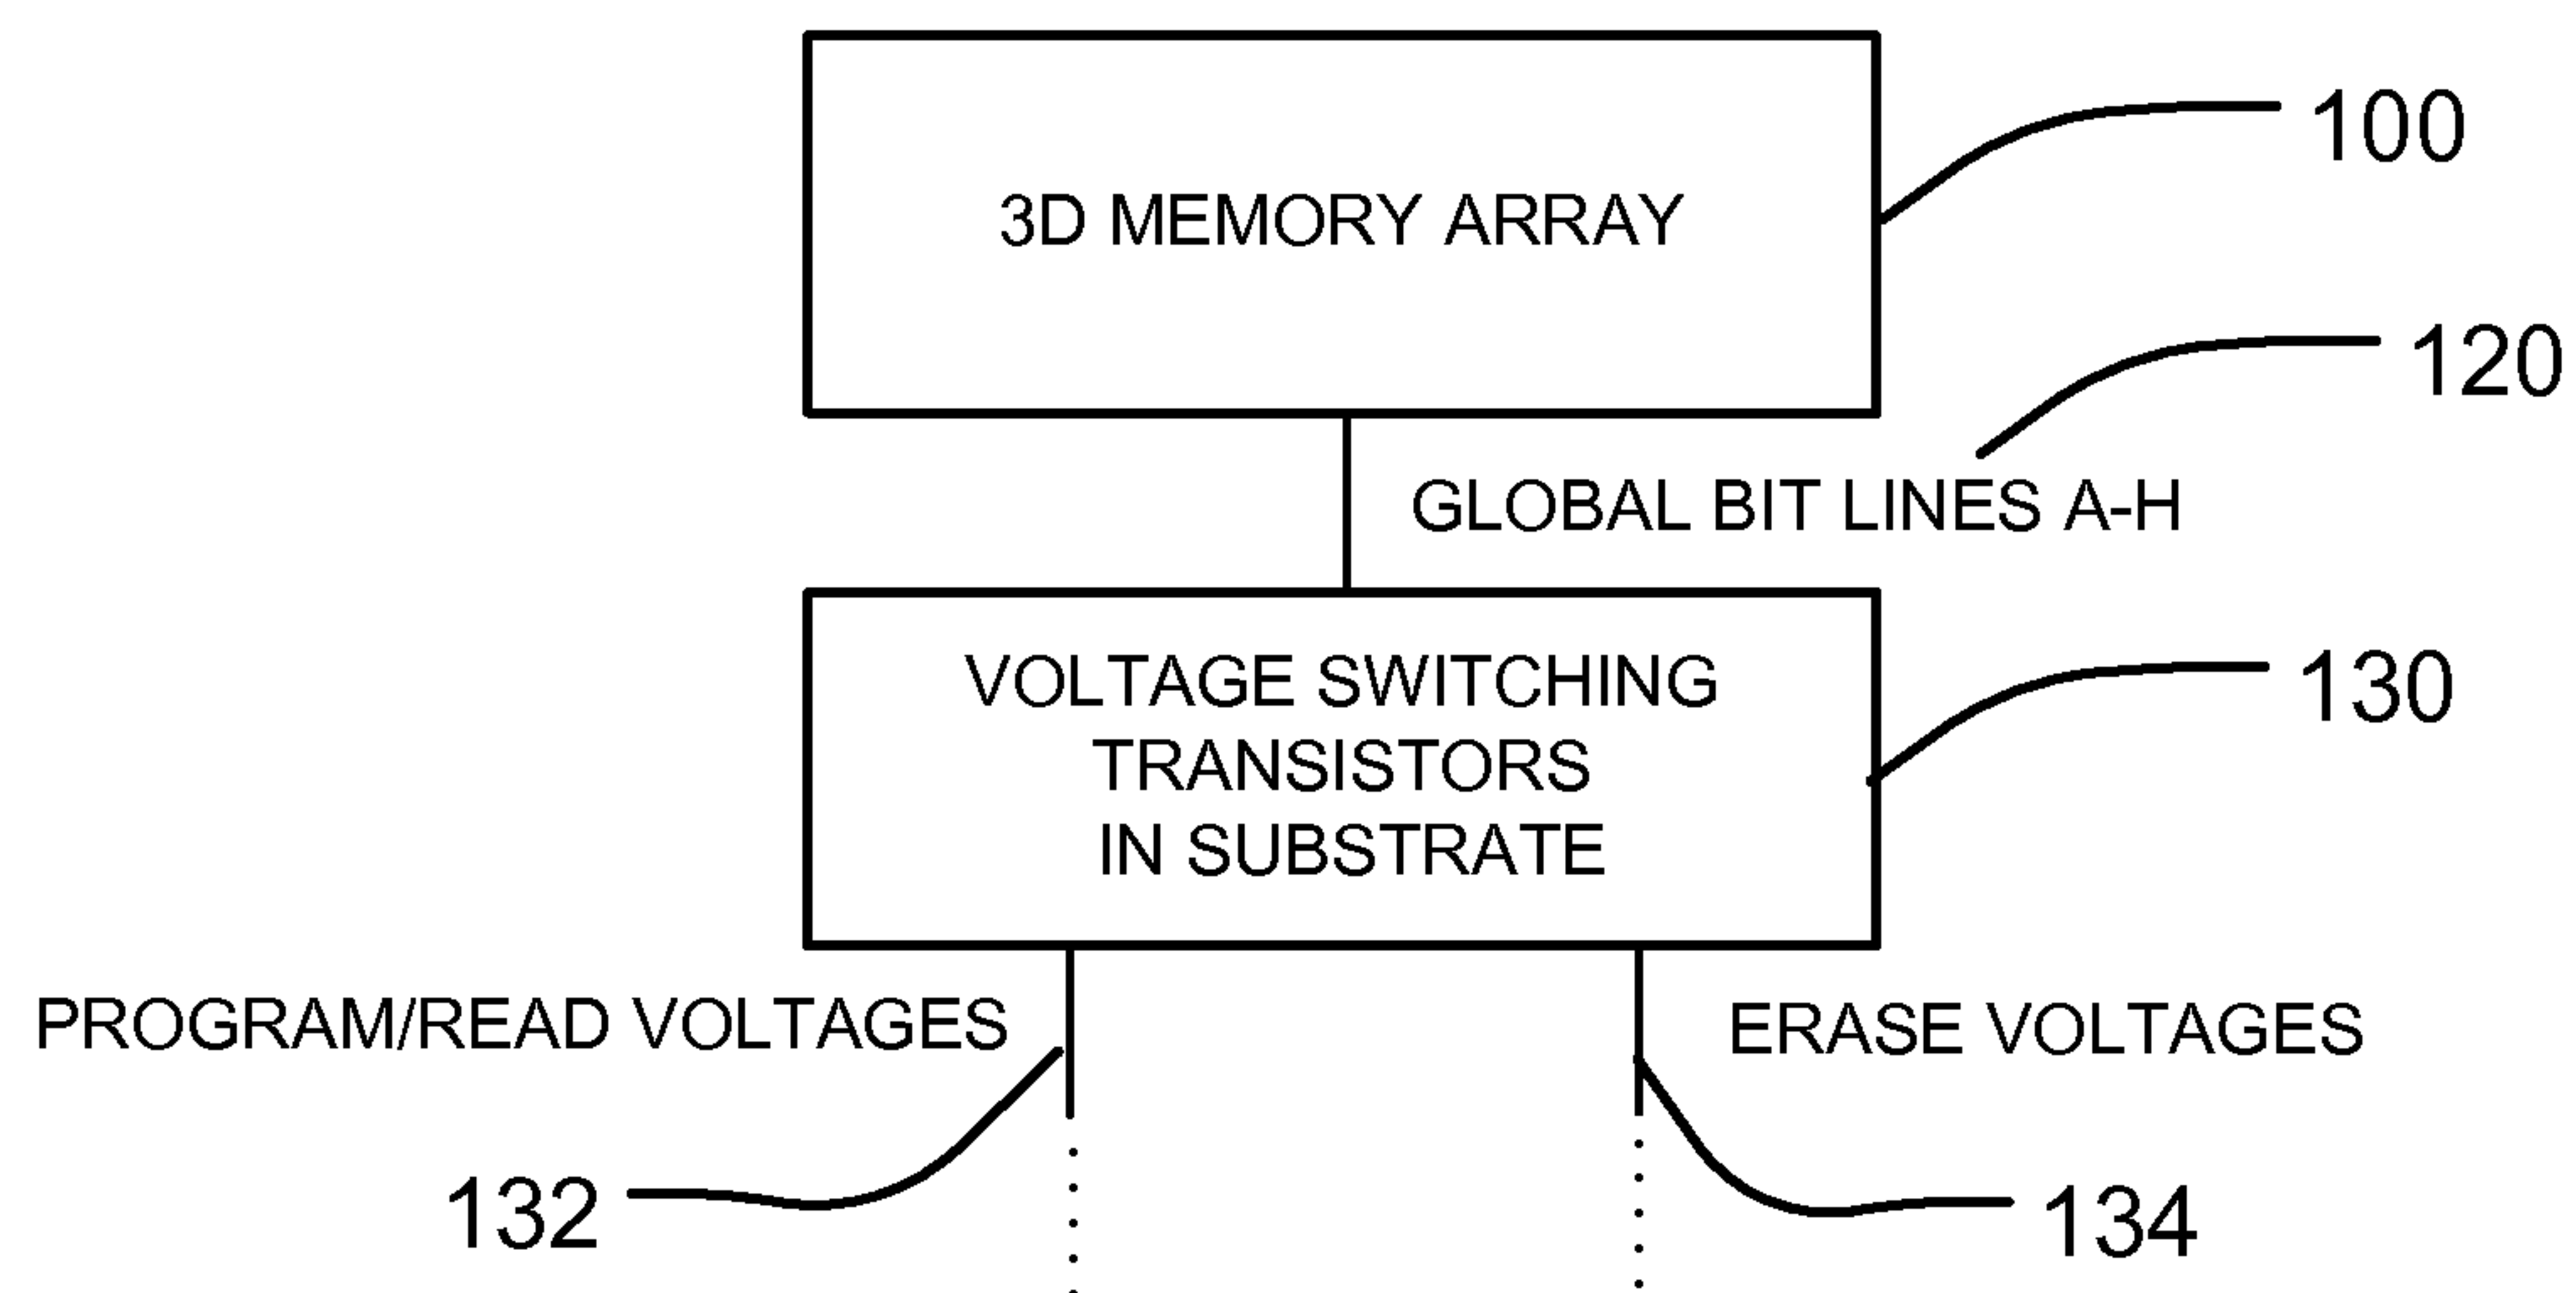 3D MEMORY ARRAY
100
120
GLOBAL BIT LINES A-H
VOLTAGE SWITCHING
TRANSISTORS
IN SUBSTRATE
130
PROGRAM/READ VOLTAGES
ERASE VOLTAGES
132
134